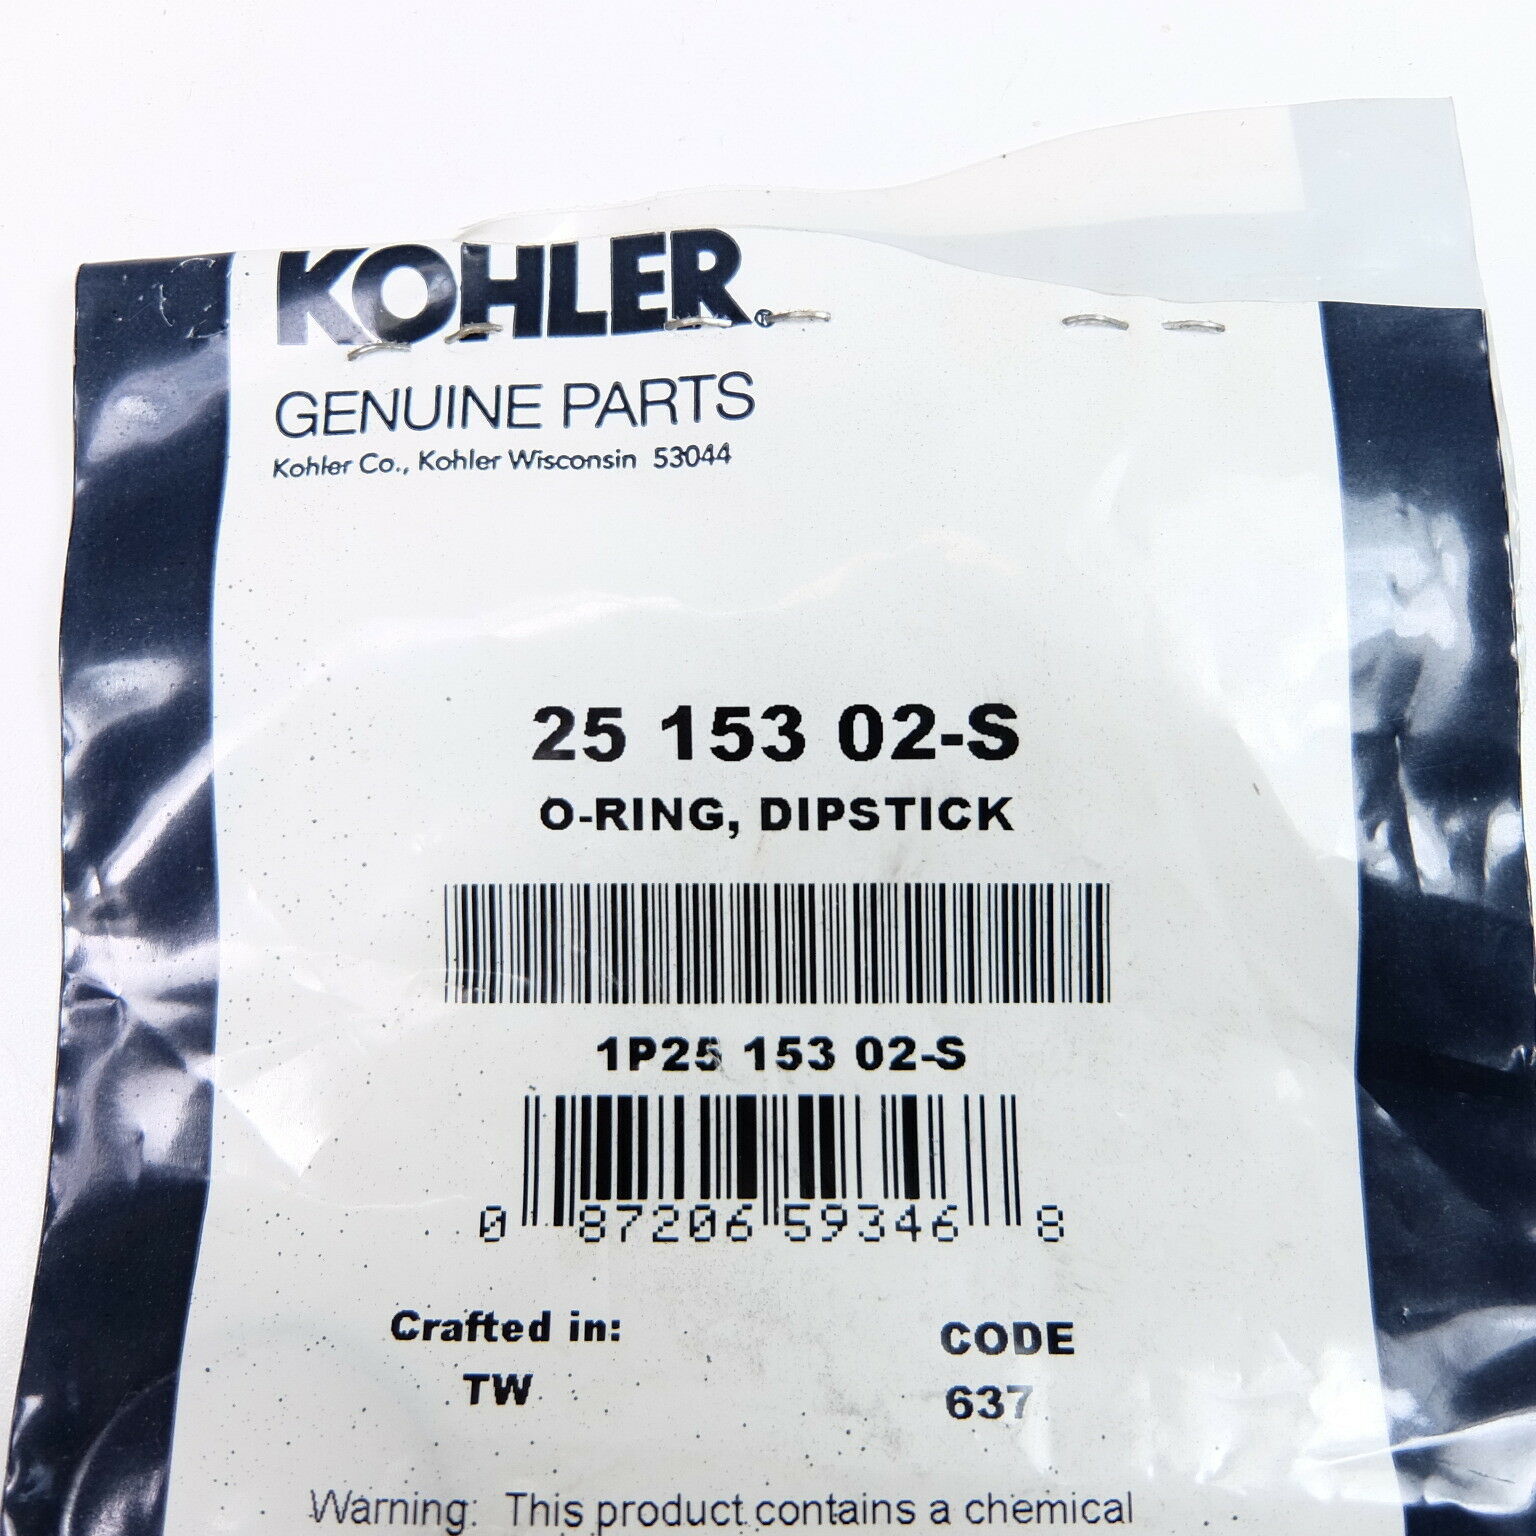 KOHLER®
GENUINE PARTS
Kohler Co., Kohler Wisconsin 53044
25 153 02-S
O-RING, DIPSTICK
1P25 153 02-S
0 87206 59346 8
Crafted in:
TW
CODE
637
Warning: This product contains a chemical